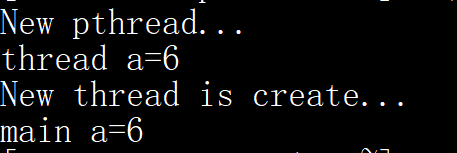 New pthread...
thread a=6
New thread is create...
main a=6